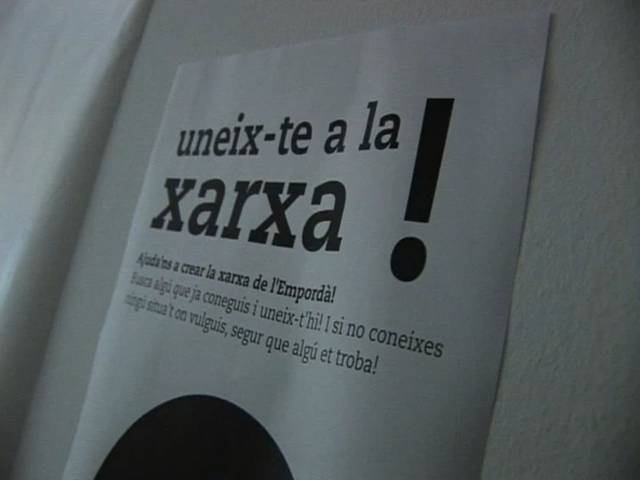 uneix-te a la
xarxa!
Ajuda'ns a crear la xarxa de l'Empordà!
Busca algú que ja coneguis i uneix-t'hi! I si no coneixes
ningú situa't on vulguis, segur que algú et troba!